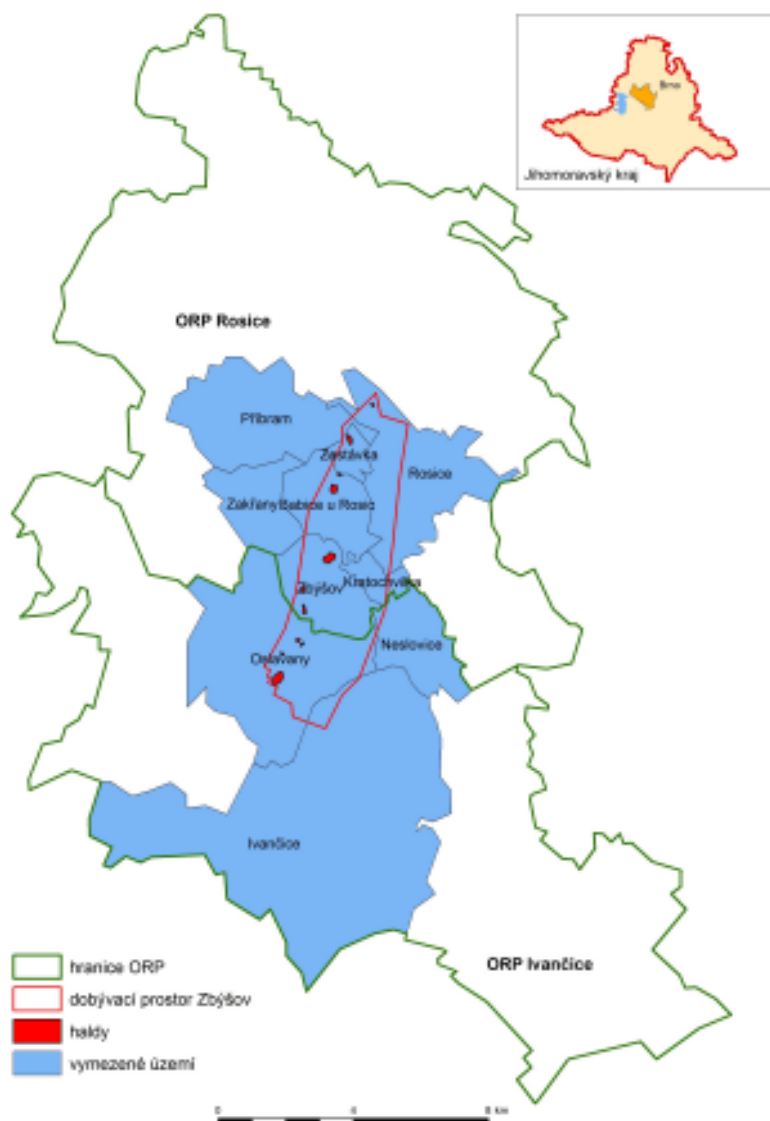 Brno
Jihomoravský kraj
ORP Rosice
Příbram
Zastávka
Rosice
Zakřany
Babice u Rosic
Zbýšov
Kratochvilka
Neslovice
Oslavany
Ivančice
ORP Ivančice
hranice ORP
dobývací prostor Zbýšov
haldy
vymezené území
0 4 8 km